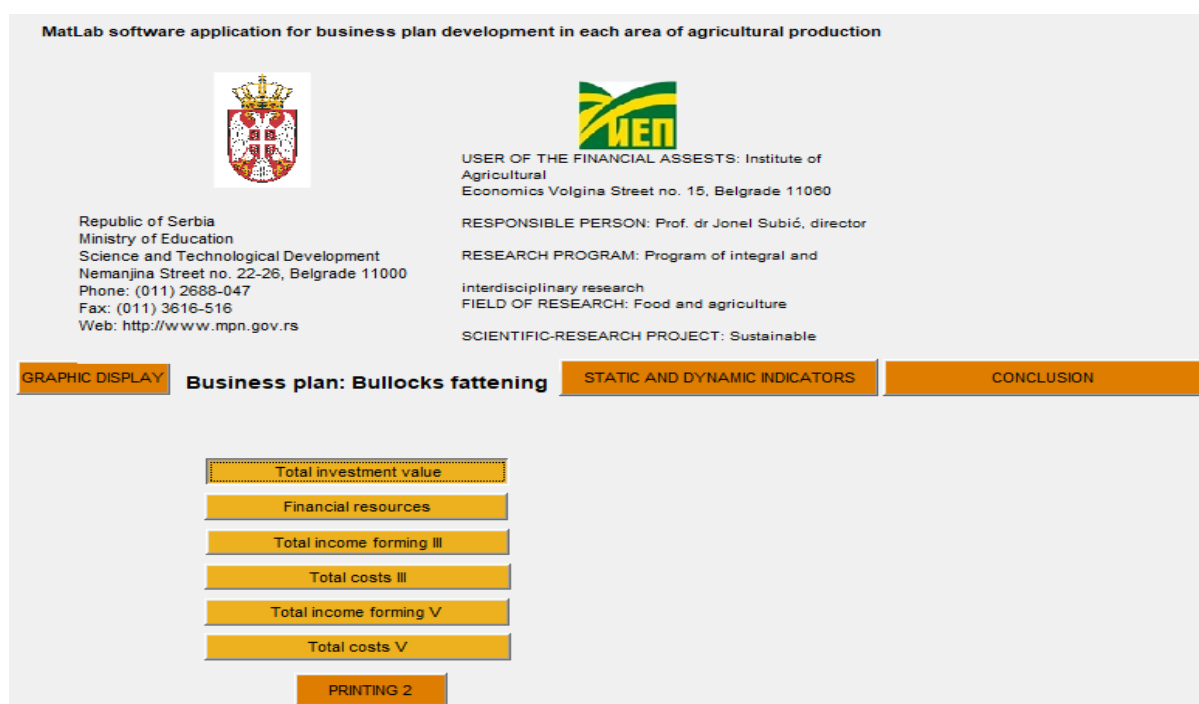 MatLab software application for business plan development in each area of agricultural production
ИЕП
USER OF THE FINANCIAL ASSESTS: Institute of
Agricultural
Economics Volgina Street no. 15, Belgrade 11060
RESPONSIBLE PERSON: Prof. dr Jonel Subić, director
RESEARCH PROGRAM: Program of integral and
interdisciplinary research
FIELD OF RESEARCH: Food and agriculture
SCIENTIFIC-RESEARCH PROJECT: Sustainable
Republic of Serbia
Ministry of Education
Science and Technological Development
Nemanjina Street no. 22-26, Belgrade 11000
Phone: (011) 2688-047
Fax: (011) 3616-516
Web: http://www.mpn.gov.rs
GRAPHIC DISPLAY
Business plan: Bullocks fattening
STATIC AND DYNAMIC INDICATORS
CONCLUSION
Total investment value
Financial resources
Total income forming III
Total costs III
Total income forming V
Total costs V
PRINTING 2